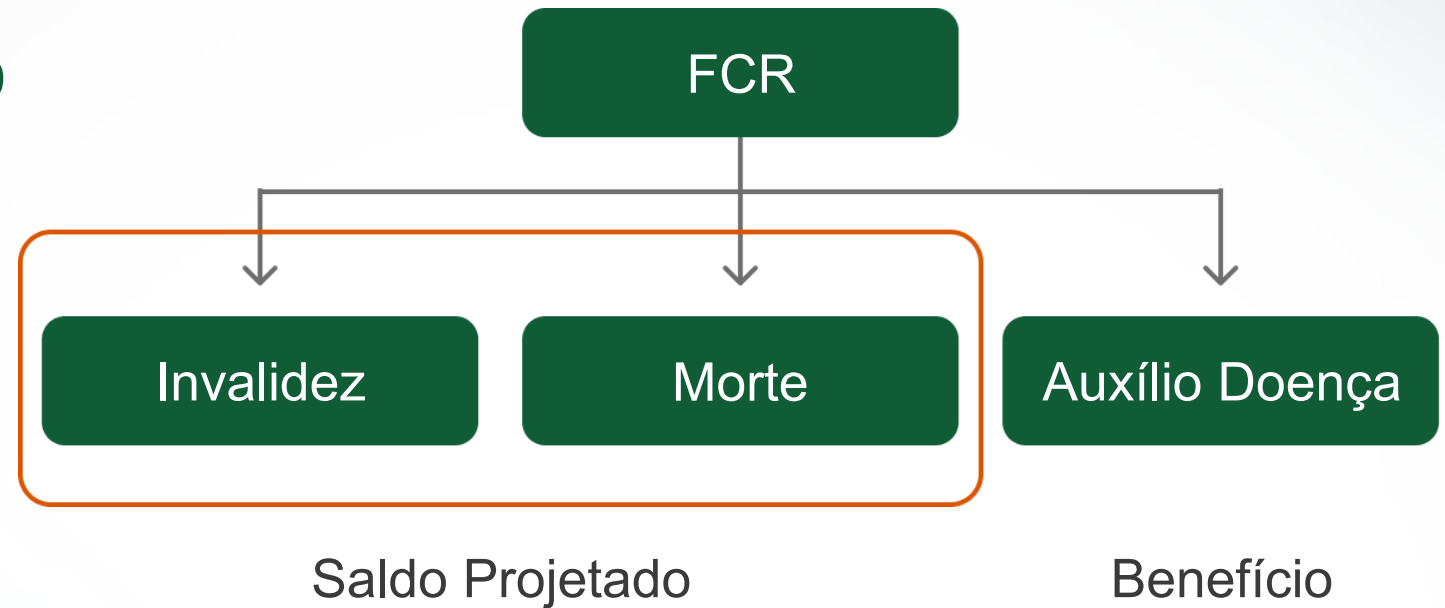 FCR
Invalidez
Morte
Auxílio Doença
Saldo Projetado
Benefício